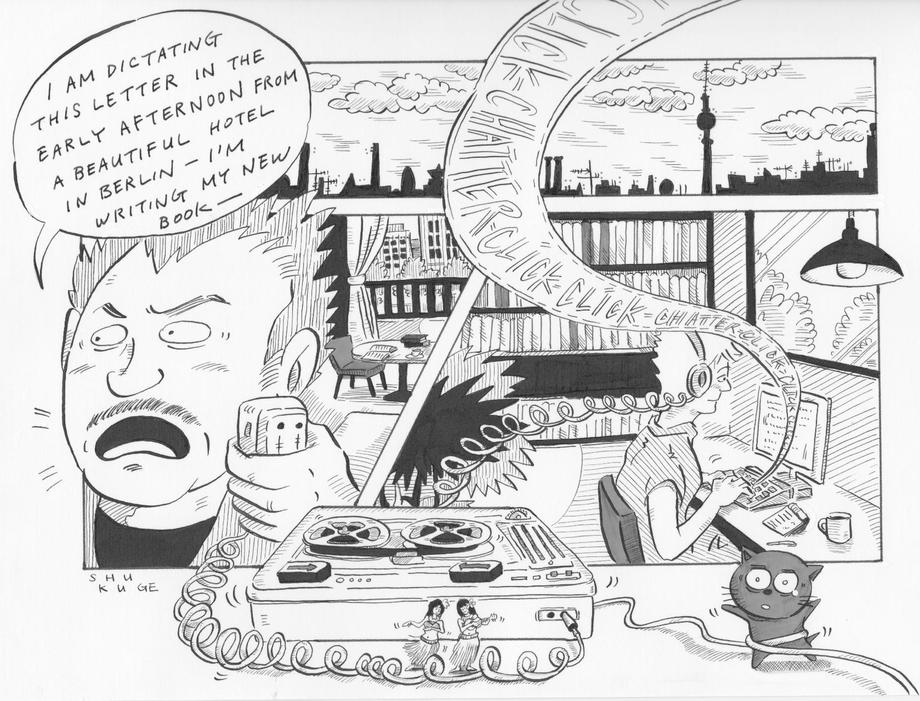 I AM DICTATING
THIS LETTER IN THE
EARLY AFTERNOON FROM
A BEAUTIFUL HOTEL
IN BERLIN – I'M
WRITING MY NEW
BOOK —
CLICK-CHATTER-CLICK-CLICK-CHATTER-CLICK-CLICK
SHU
KUGE